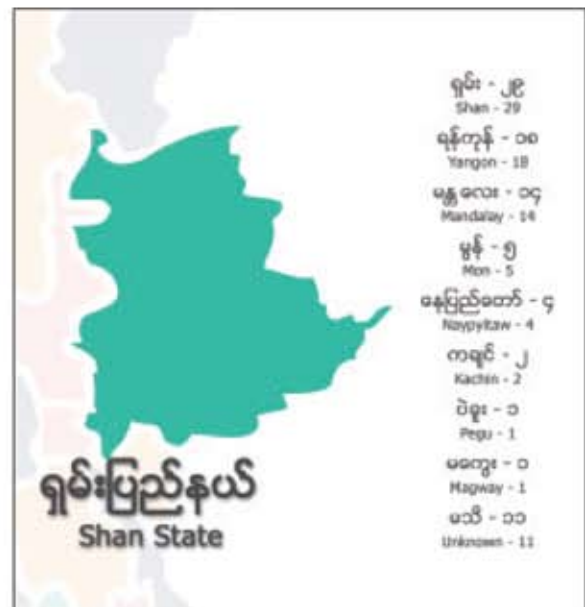 ရှမ်း - ၂၉
Shan - 29
ရန်ကုန် - ၁၈
Yangon - 18
မန္တလေး - ၁၄
Mandalay - 14
မွန် - ၅
Mon - 5
နေပြည်တော် - ၄
Naypyitaw - 4
ကချင် - ၂
Kachin - 2
ပဲခူး - ၁
Pegu - 1
မကွေး - ၁
Magway - 1
မသိ - ၁၁
Unknown - 11
ရှမ်းပြည်နယ်
Shan State